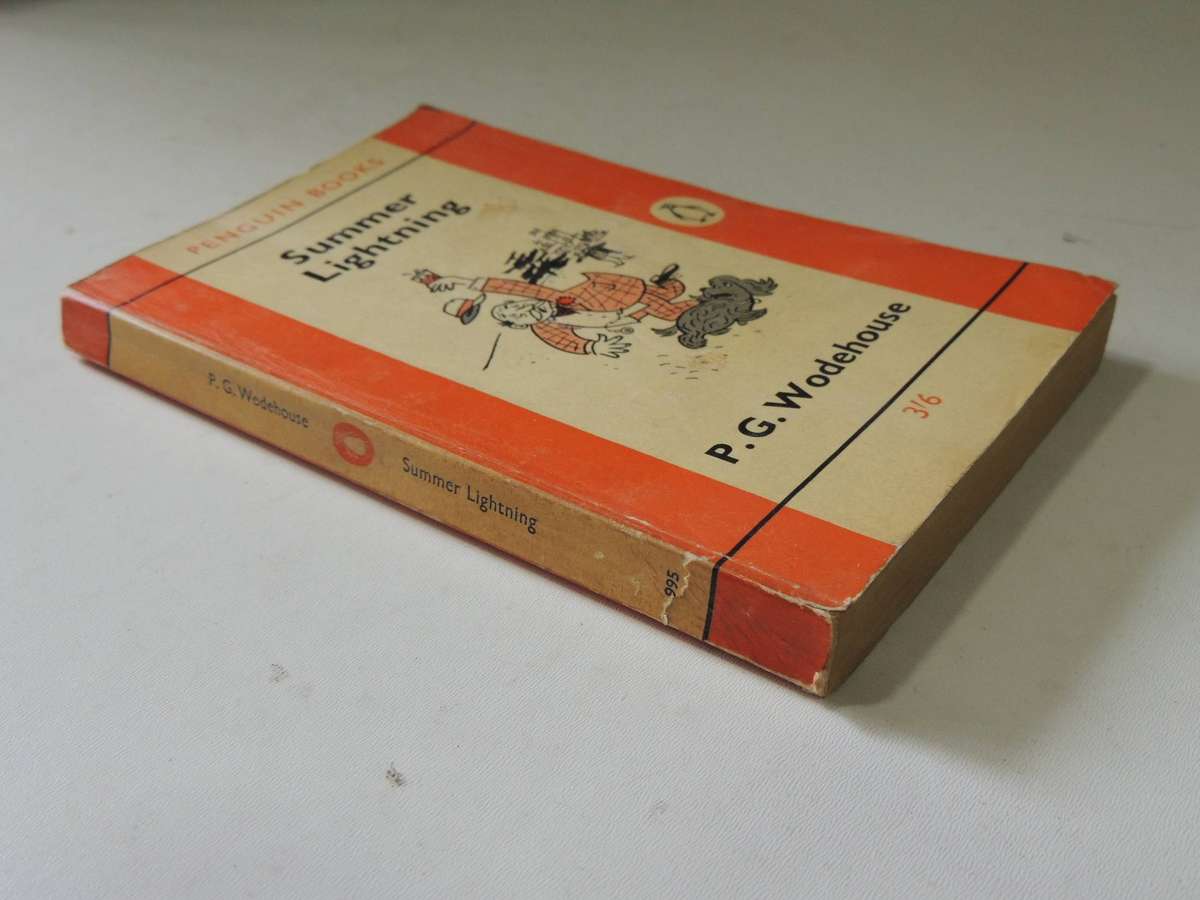 PENGUIN BOOKS
Summer
Lightning
P. G. Wodehouse
3'6
P. G. Wodehouse
Summer Lightning
995